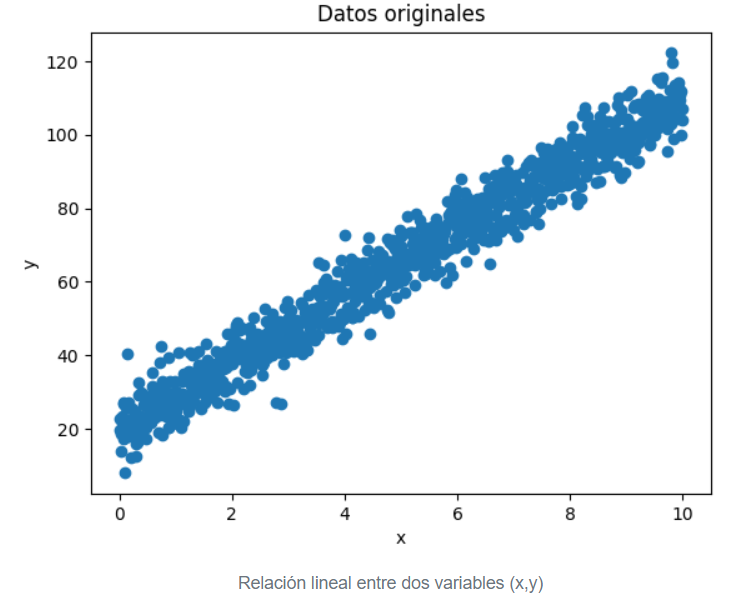 Datos originales
120
100
80
60
40
20
y
0 2 4 6 8 10
x
Relación lineal entre dos variables (x,y)